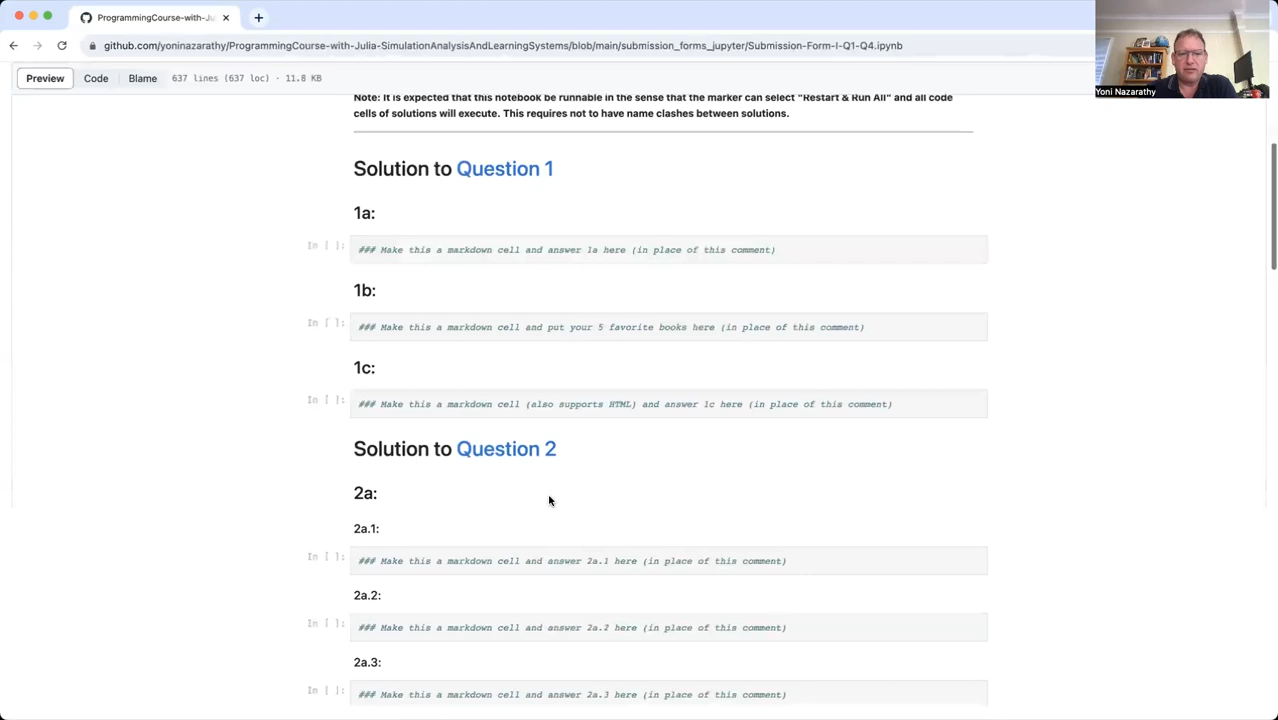 ProgrammingCourse-with-Ju
github.com/yoninazarathy/ProgrammingCourse-with-Julia-SimulationAnalysisAndLearningSystems/blob/main/submission_forms_jupyter/Submission-Form-I-Q1-Q4.ipynb
Yoni Nazarathy
Preview Code Blame 637 lines (637 loc) · 11.8 KB
Note: It is expected that this notebook be runnable in the sense that the marker can select "Restart & Run All" and all code
cells of solutions will execute. This requires not to have name clashes between solutions.
Solution to Question 1
1a:
In [ ]: ### Make this a markdown cell and answer 1a here (in place of this comment)
1b:
In [ ]: ### Make this a markdown cell and put your 5 favorite books here (in place of this comment)
1c:
In [ ]: ### Make this a markdown cell (also supports HTML) and answer 1c here (in place of this comment)
Solution to Question 2
2a:
2a.1:
In [ ]: ### Make this a markdown cell and answer 2a.1 here (in place of this comment)
2a.2:
In [ ]: ### Make this a markdown cell and answer 2a.2 here (in place of this comment)
2a.3:
In [ ]: ### Make this a markdown cell and answer 2a.3 here (in place of this comment)